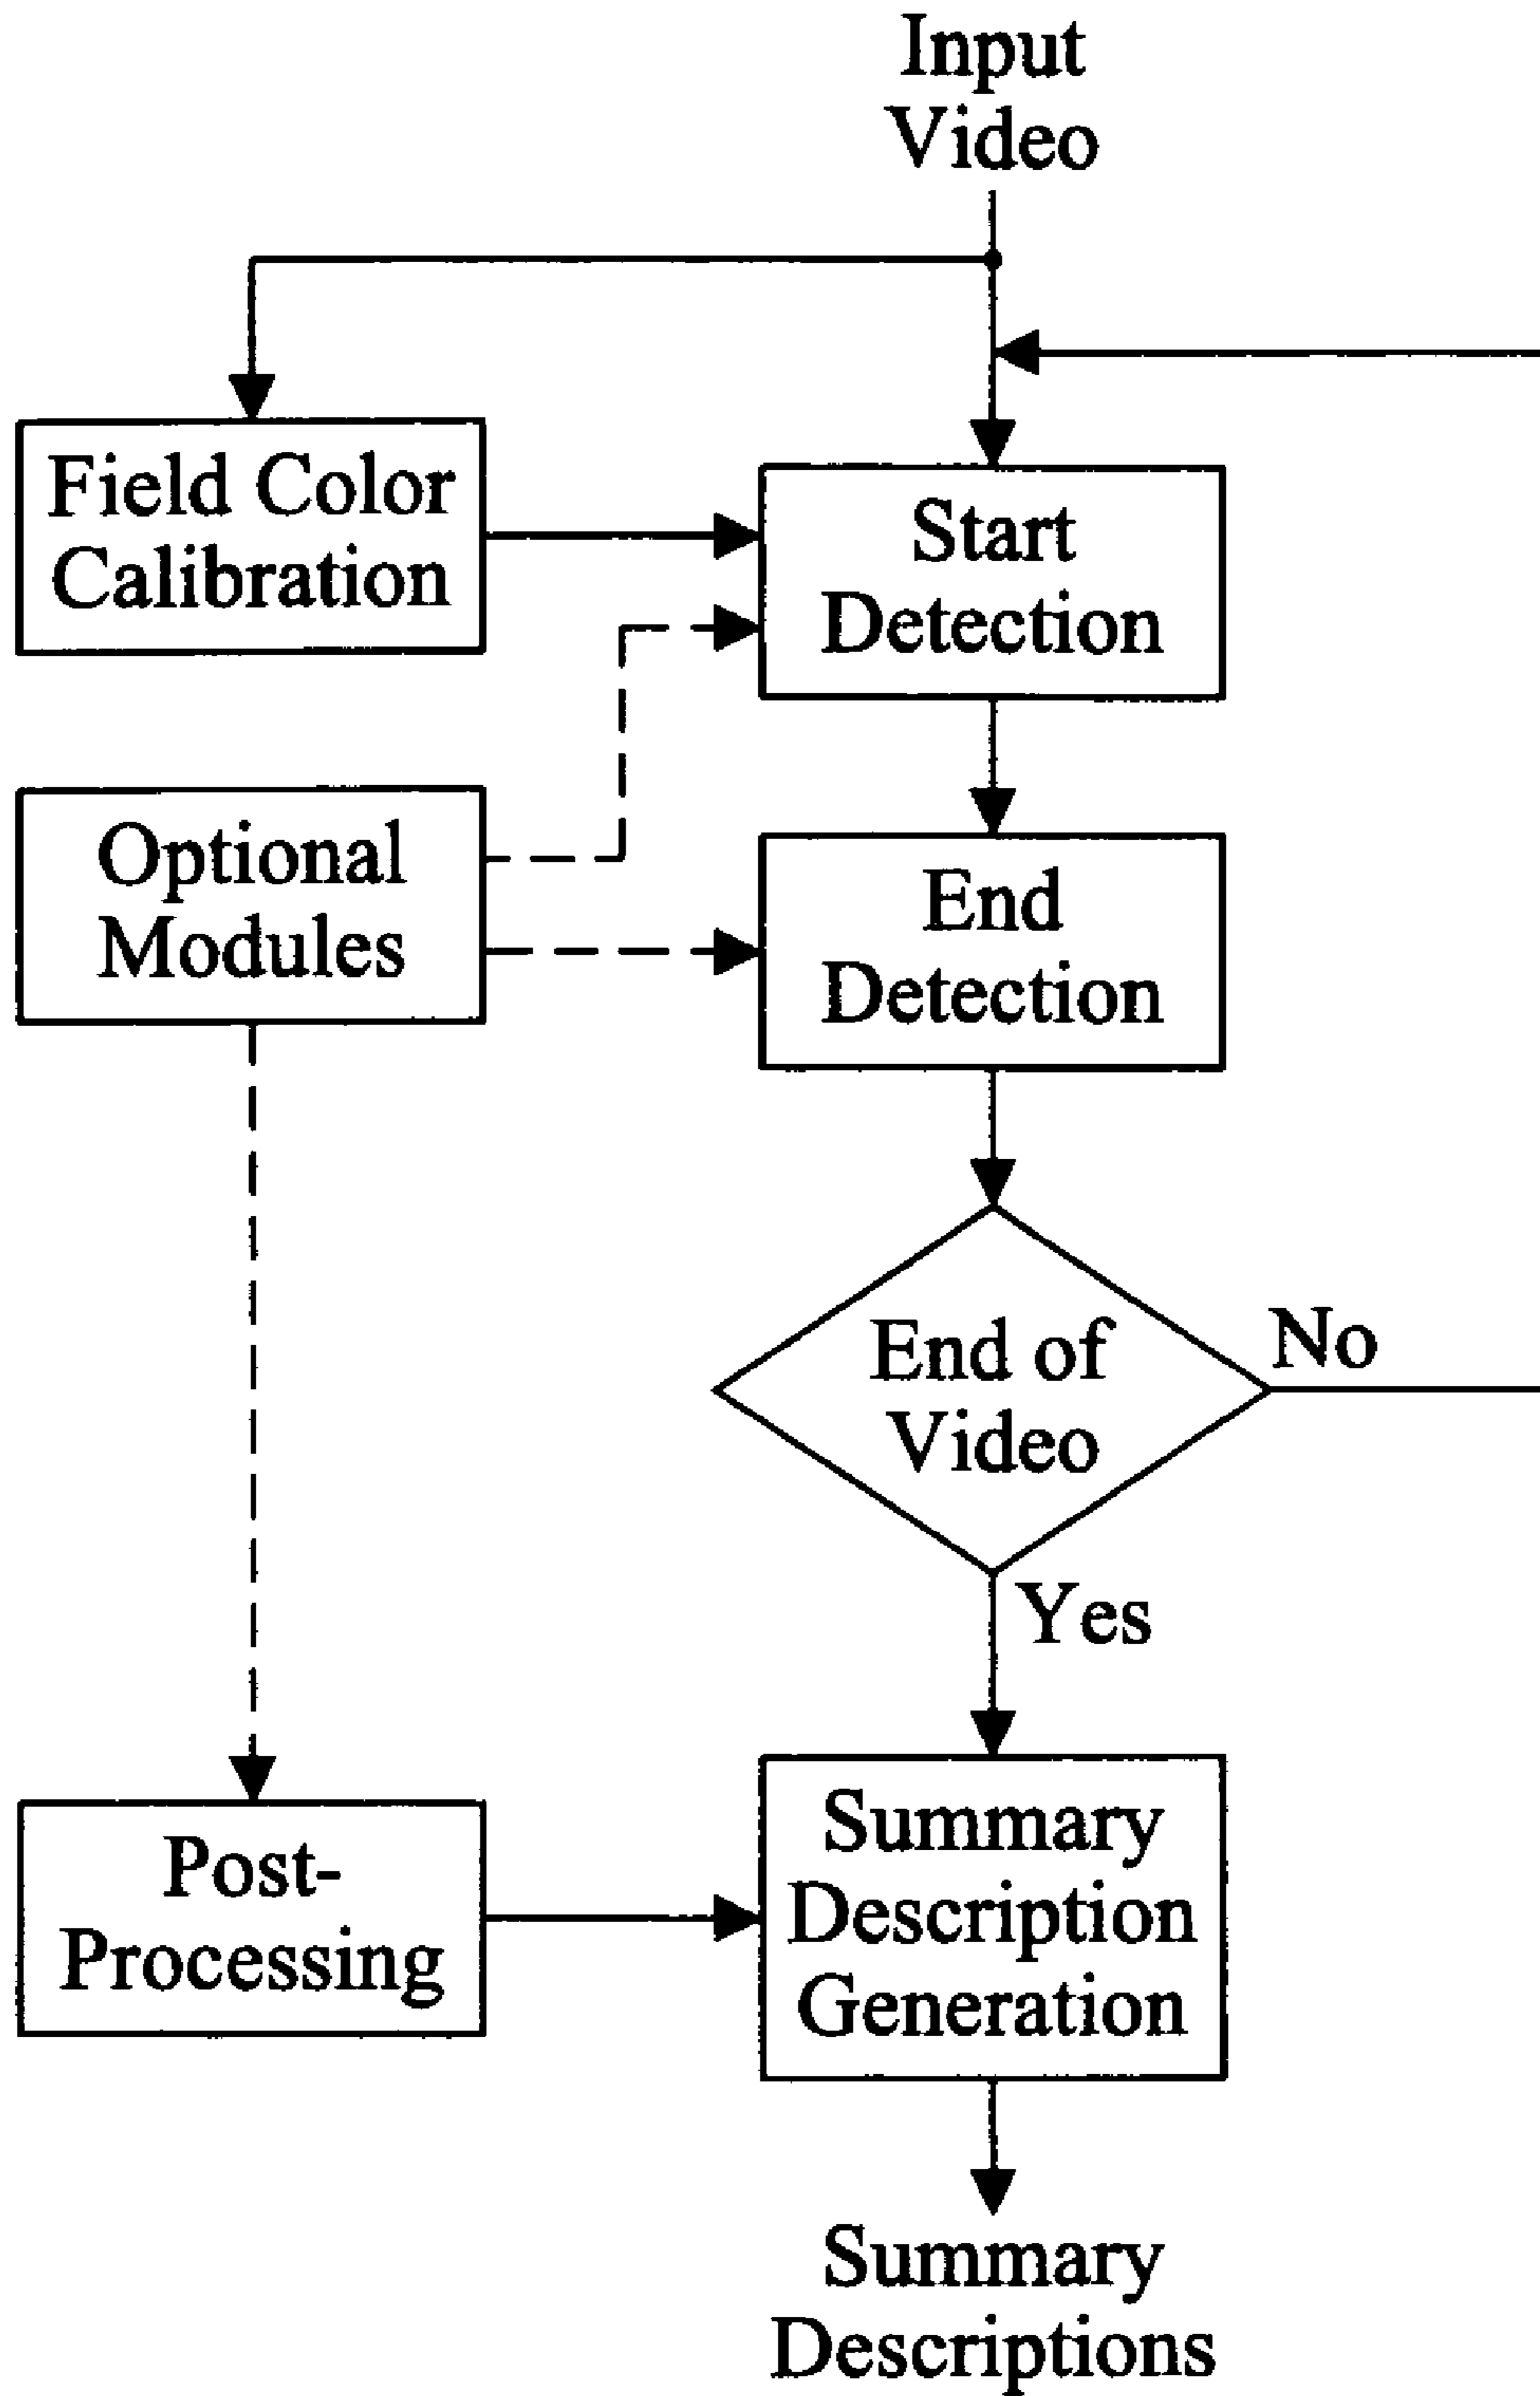 Input
Video
Field Color
Calibration
Start
Detection
Optional
Modules
End
Detection
End of
Video
No
Yes
Post-
Processing
Summary
Description
Generation
Summary
Descriptions